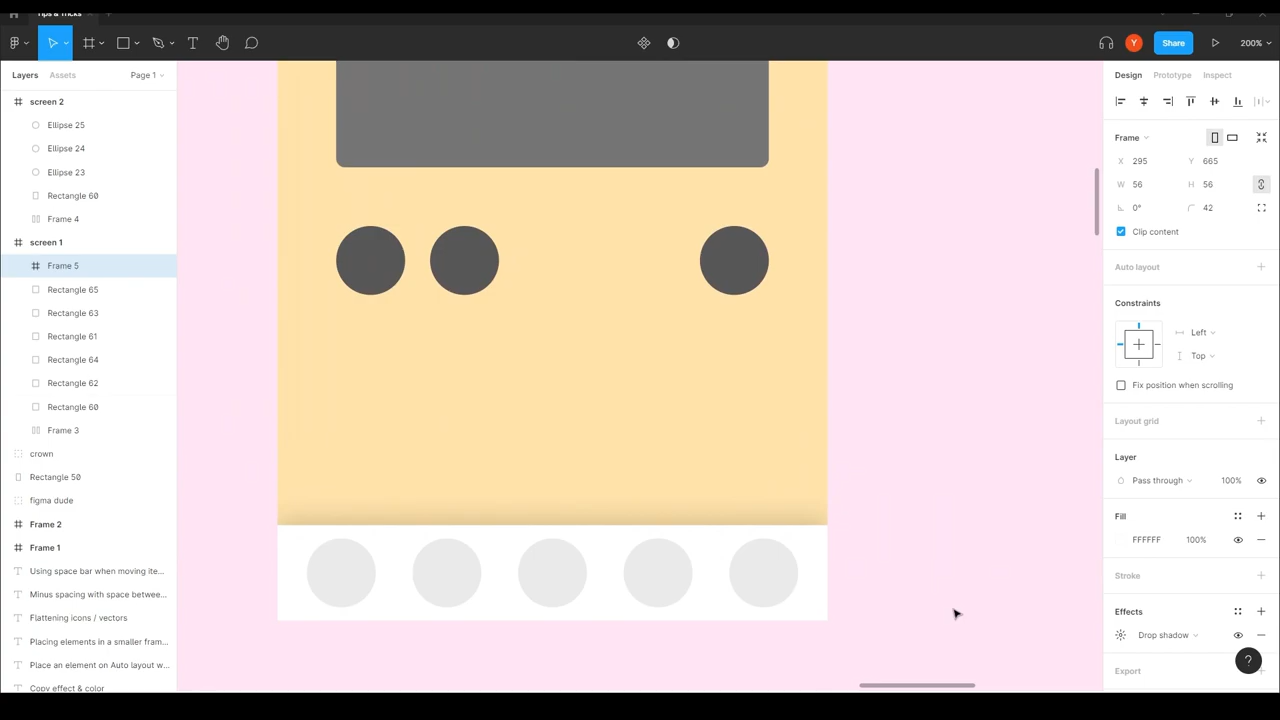 Tips & Tricks
Y
Share
200%
Layers
Assets
Page 1
screen 2
Ellipse 25
Ellipse 24
Ellipse 23
Rectangle 60
Frame 4
screen 1
Frame 5
Rectangle 65
Rectangle 63
Rectangle 61
Rectangle 64
Rectangle 62
Rectangle 60
Frame 3
crown
Rectangle 50
figma dude
Frame 2
Frame 1
Using space bar when moving ite...
Minus spacing with space betwee...
Flattening icons / vectors
Placing elements in a smaller fram...
Place an element on Auto layout w...
Copy effect & color
Design
Prototype
Inspect
Frame
X 295 Y 665
W 56 H 56
0° 42
Clip content
Auto layout
Constraints
Left
Top
Fix position when scrolling
Layout grid
Layer
Pass through 100%
Fill
FFFFFF 100%
Stroke
Effects
Drop shadow
Export
?